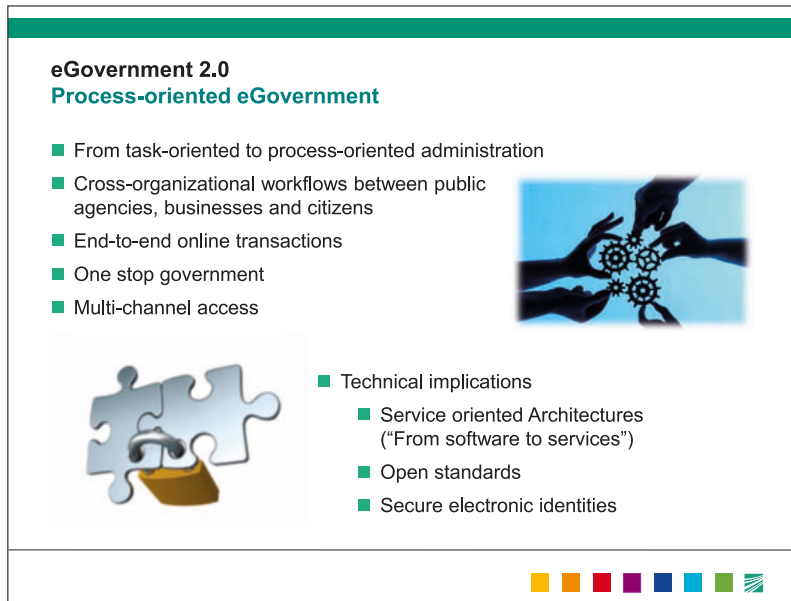 eGovernment 2.0
Process-oriented eGovernment
From task-oriented to process-oriented administration
Cross-organizational workflows between public
agencies, businesses and citizens
End-to-end online transactions
One stop government
Multi-channel access
Technical implications
Service oriented Architectures
(“From software to services”)
Open standards
Secure electronic identities